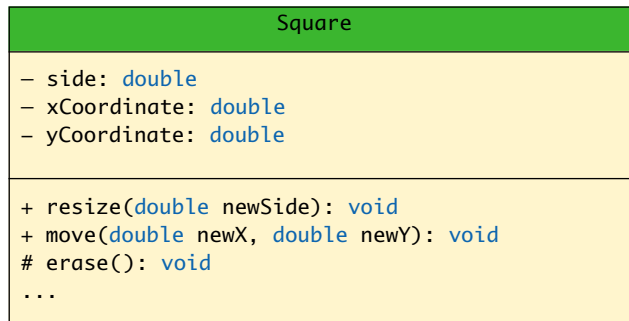 Square
– side: double
– xCoordinate: double
– yCoordinate: double
+ resize(double newSide): void
+ move(double newX, double newY): void
# erase(): void
...